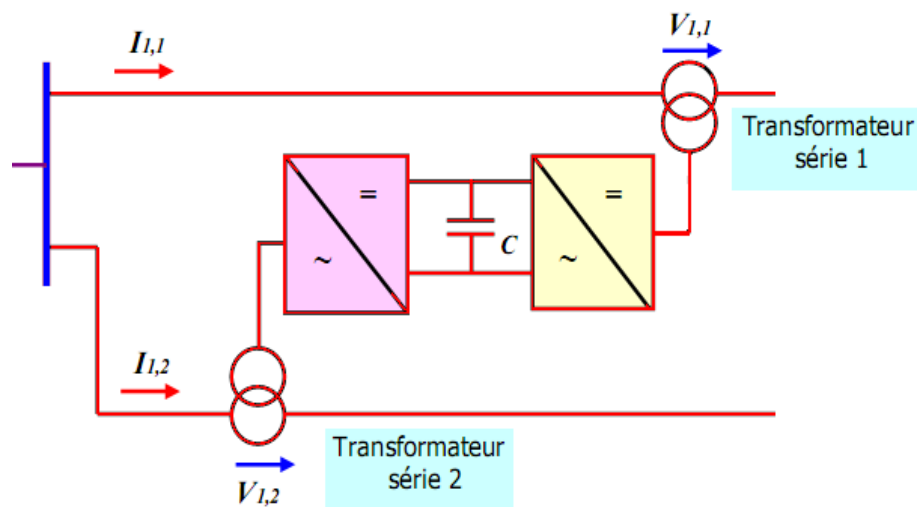 V1,1
I1,1
Transformateur
série 1
=
=
C
~
~
I1,2
Transformateur
série 2
V1,2